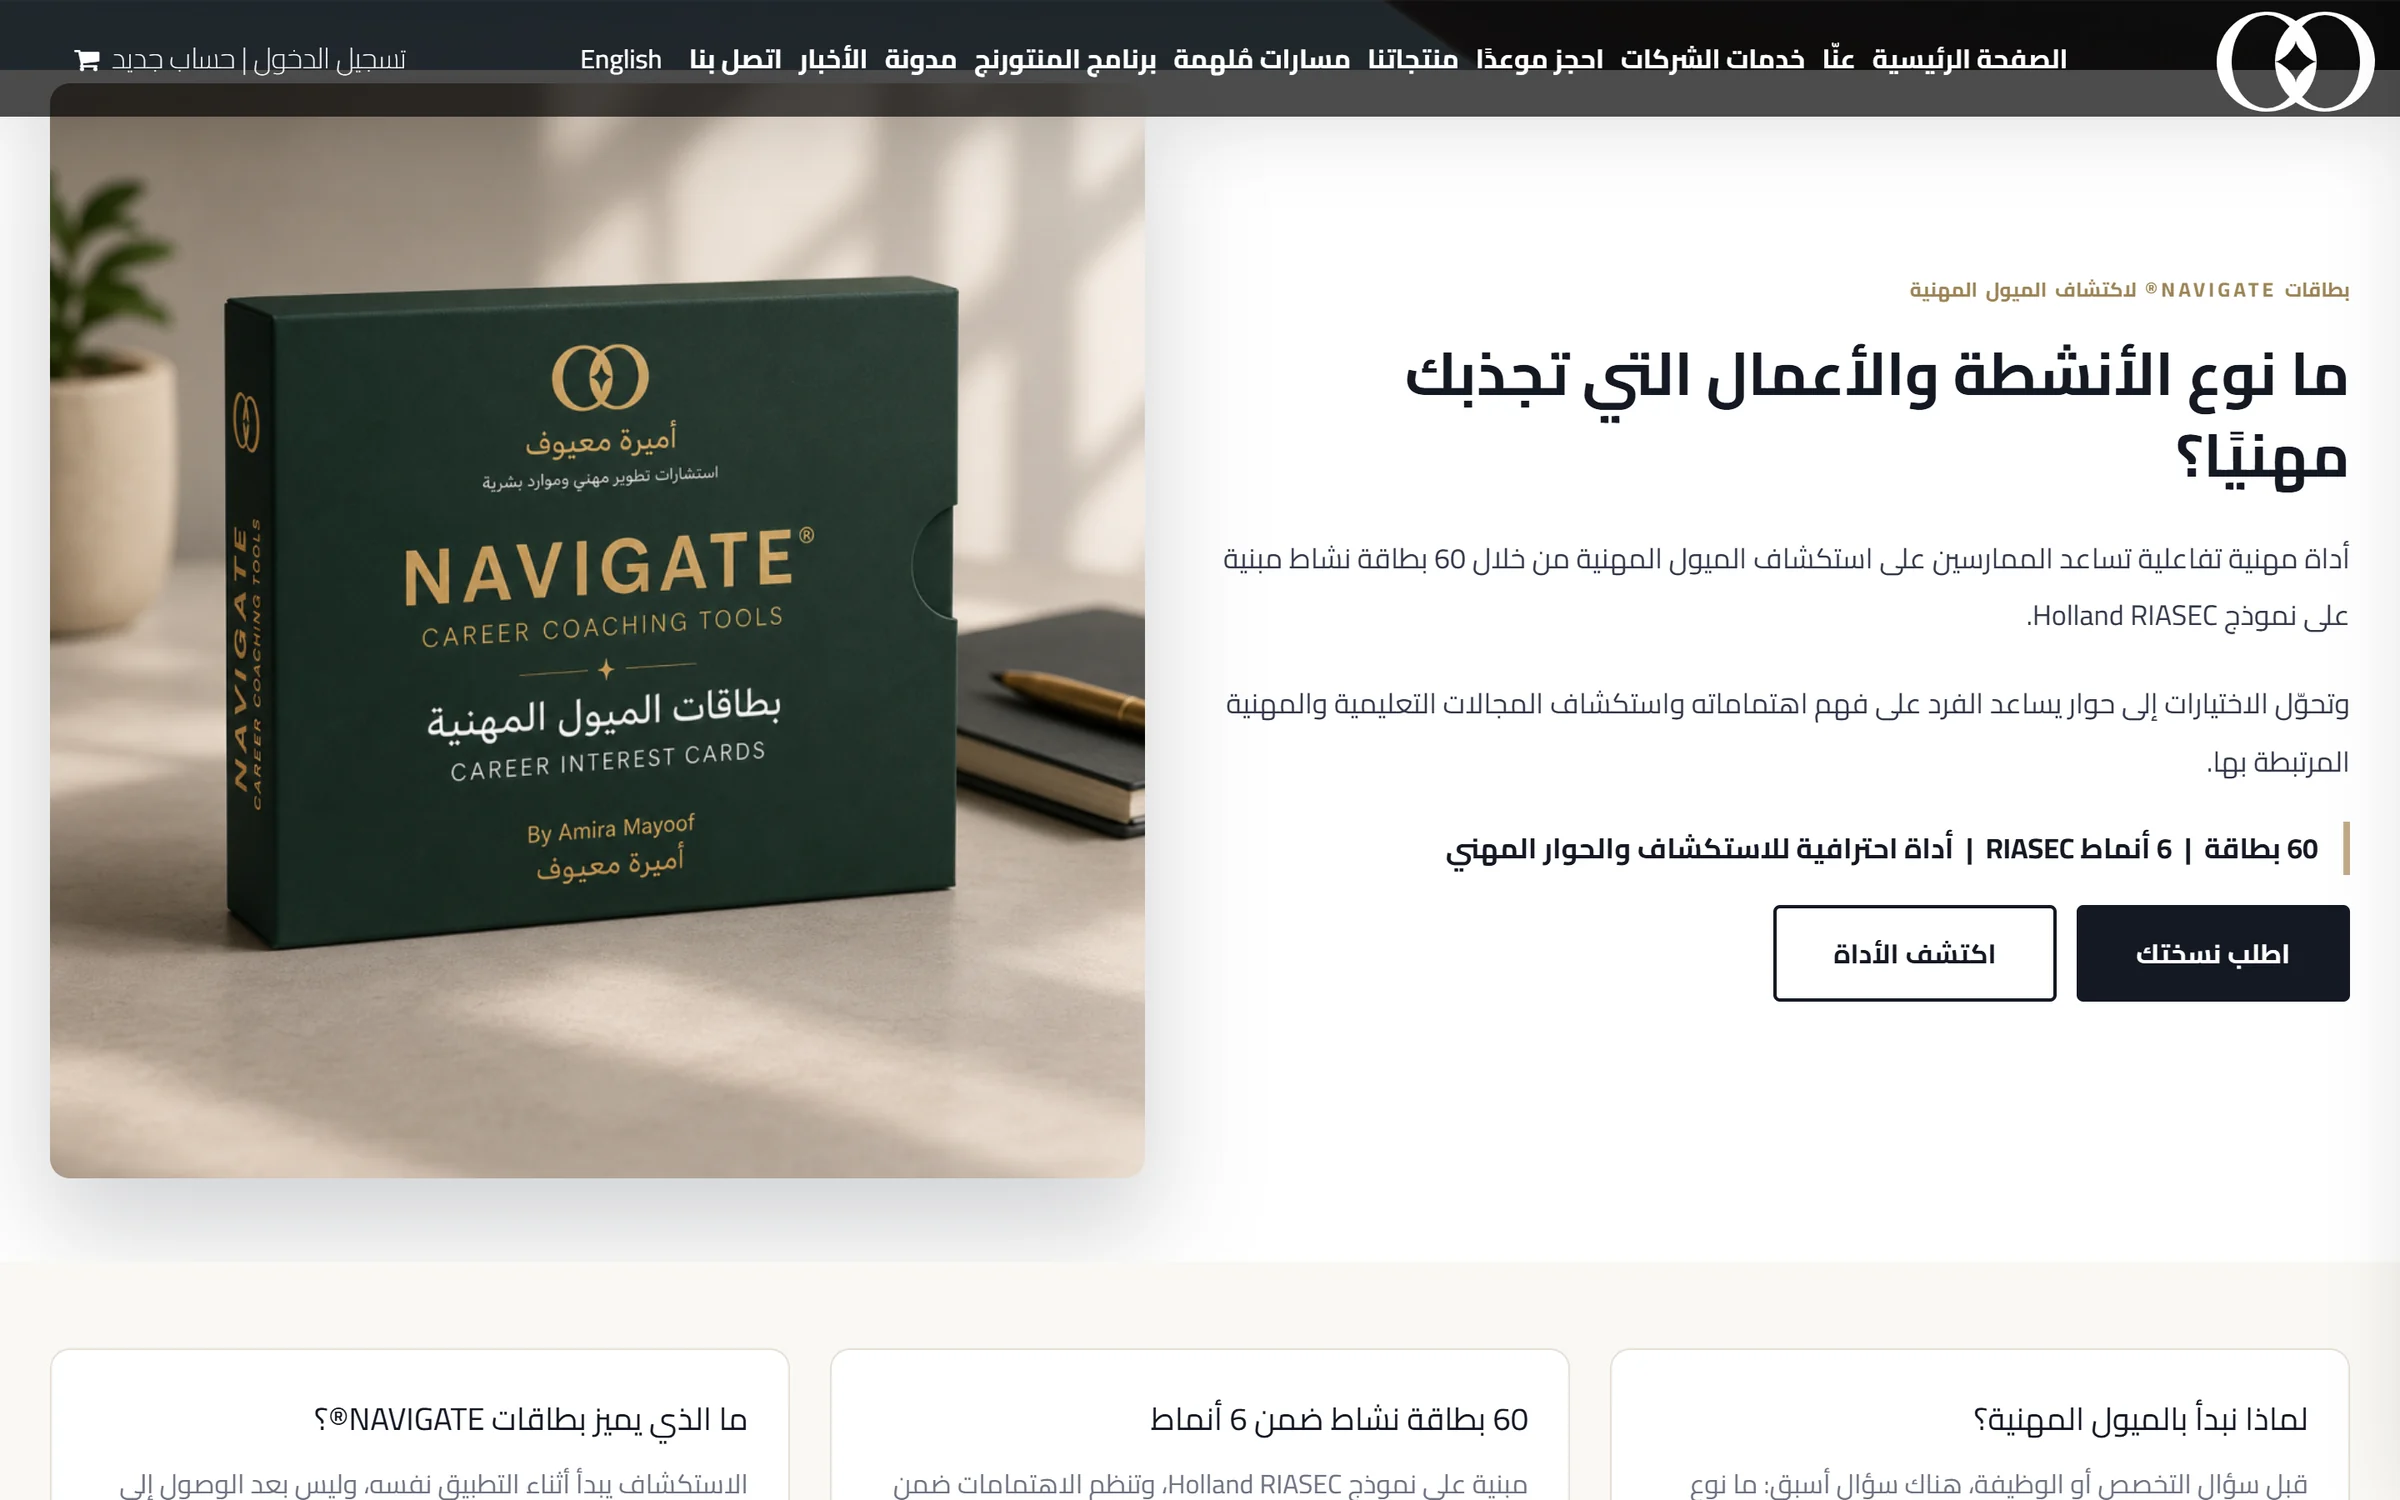 الصفحة الرئيسية عنّا خدمات الشركات احجز موعدًا منتجاتنا مسارات مُلهمة برنامج المنتورنج مدونة الأخبار اتصل بنا English
تسجيل الدخول | حساب جديد
بطاقات NAVIGATE® لاكتشاف الميول المهنية
ما نوع الأنشطة والأعمال التي تجذبك
مهنيًا؟
أداة مهنية تفاعلية تساعد الممارسين على استكشاف الميول المهنية من خلال 60 بطاقة نشاط مبنية
على نموذج Holland RIASEC.
وتحوّل الاختيارات إلى حوار يساعد الفرد على فهم اهتماماته واستكشاف المجالات التعليمية والمهنية
المرتبطة بها.
60 بطاقة | 6 أنماط RIASEC | أداة احترافية للاستكشاف والحوار المهني
اطلب نسختك
اكتشف الأداة
أميرة معيوف
استشارات تطوير مهني وموارد بشرية
NAVIGATE®
CAREER COACHING TOOLS
بطاقات الميول المهنية
CAREER INTEREST CARDS
By Amira Mayoof
أميرة معيوف
NAVIGATE
CAREER COACHING TOOLS
لماذا نبدأ بالميول المهنية؟
قبل سؤال التخصص أو الوظيفة، هناك سؤال أسبق: ما نوع
60 بطاقة نشاط ضمن 6 أنماط
مبنية على نموذج Holland RIASEC، وتنظم الاهتمامات ضمن
ما الذي يميز بطاقات NAVIGATE®؟
الاستكشاف يبدأ أثناء التطبيق نفسه، وليس بعد الوصول إلى